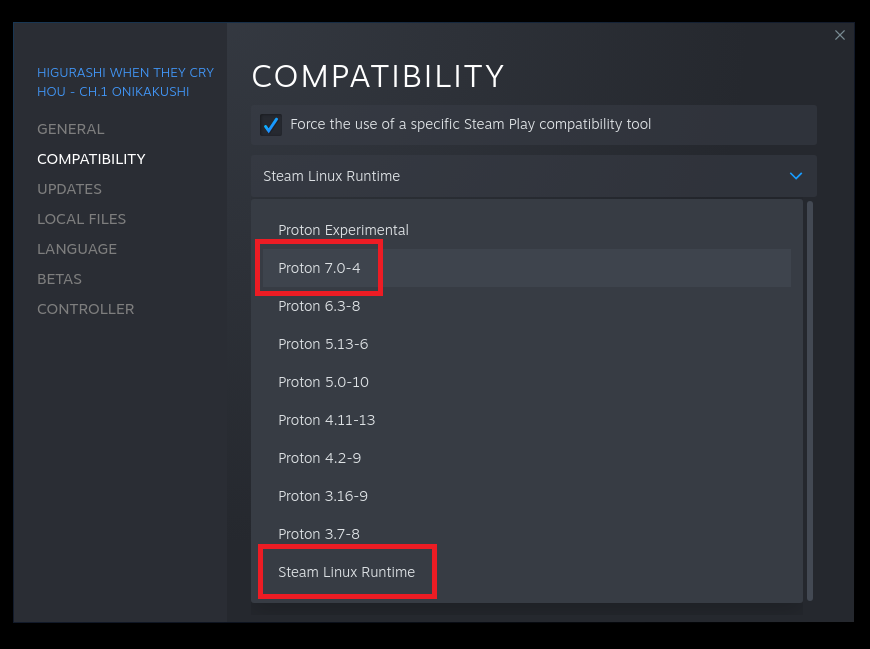 HIGURASHI WHEN THEY CRY
HOU - CH.1 ONIKAKUSHI
GENERAL
COMPATIBILITY
UPDATES
LOCAL FILES
LANGUAGE
BETAS
CONTROLLER
COMPATIBILITY
Force the use of a specific Steam Play compatibility tool
Steam Linux Runtime
Proton Experimental
Proton 7.0-4
Proton 6.3-8
Proton 5.13-6
Proton 5.0-10
Proton 4.11-13
Proton 4.2-9
Proton 3.16-9
Proton 3.7-8
Steam Linux Runtime